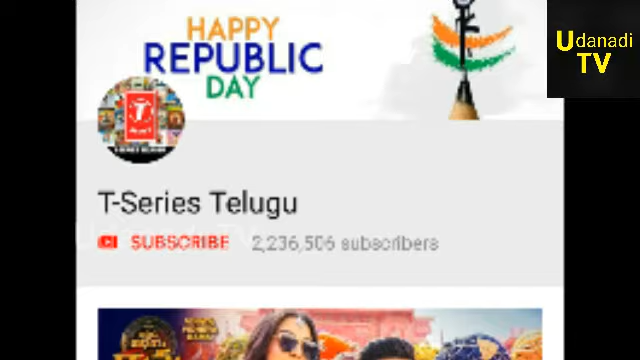 HAPPY
REPUBLIC
DAY
Udanadi
TV
T-Series Telugu
SUBSCRIBE 2,236,506 subscribers